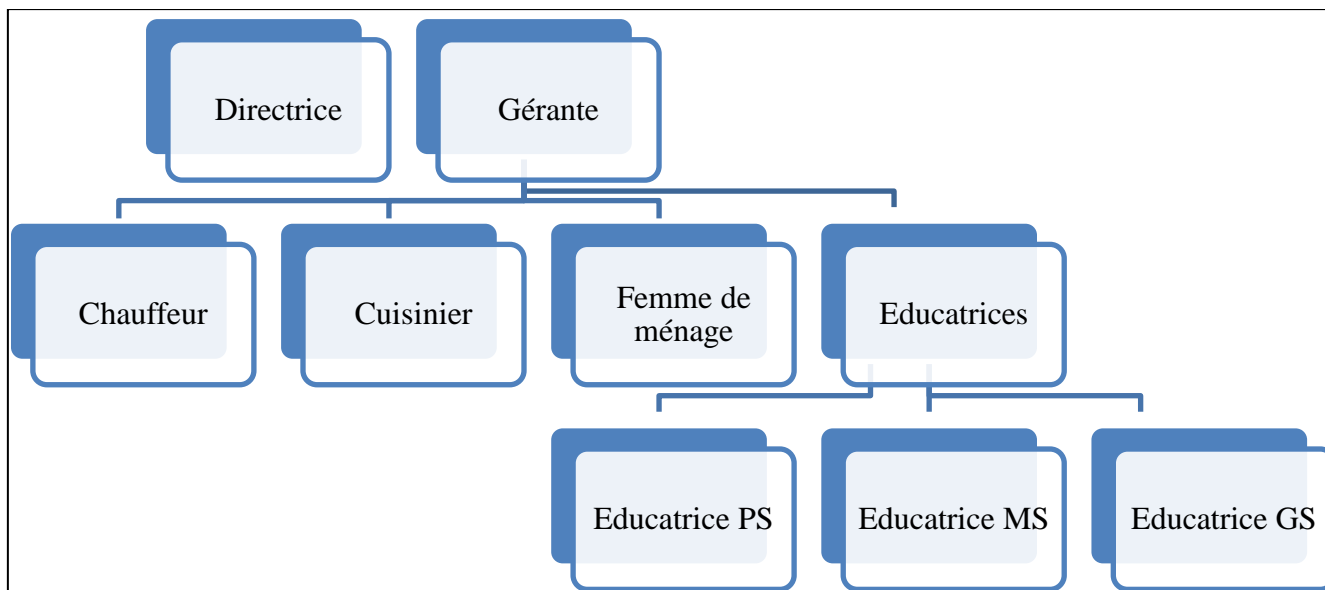 Directrice
Gérante
Chauffeur
Cuisinier
Femme de
ménage
Educatrices
Educatrice PS
Educatrice MS
Educatrice GS